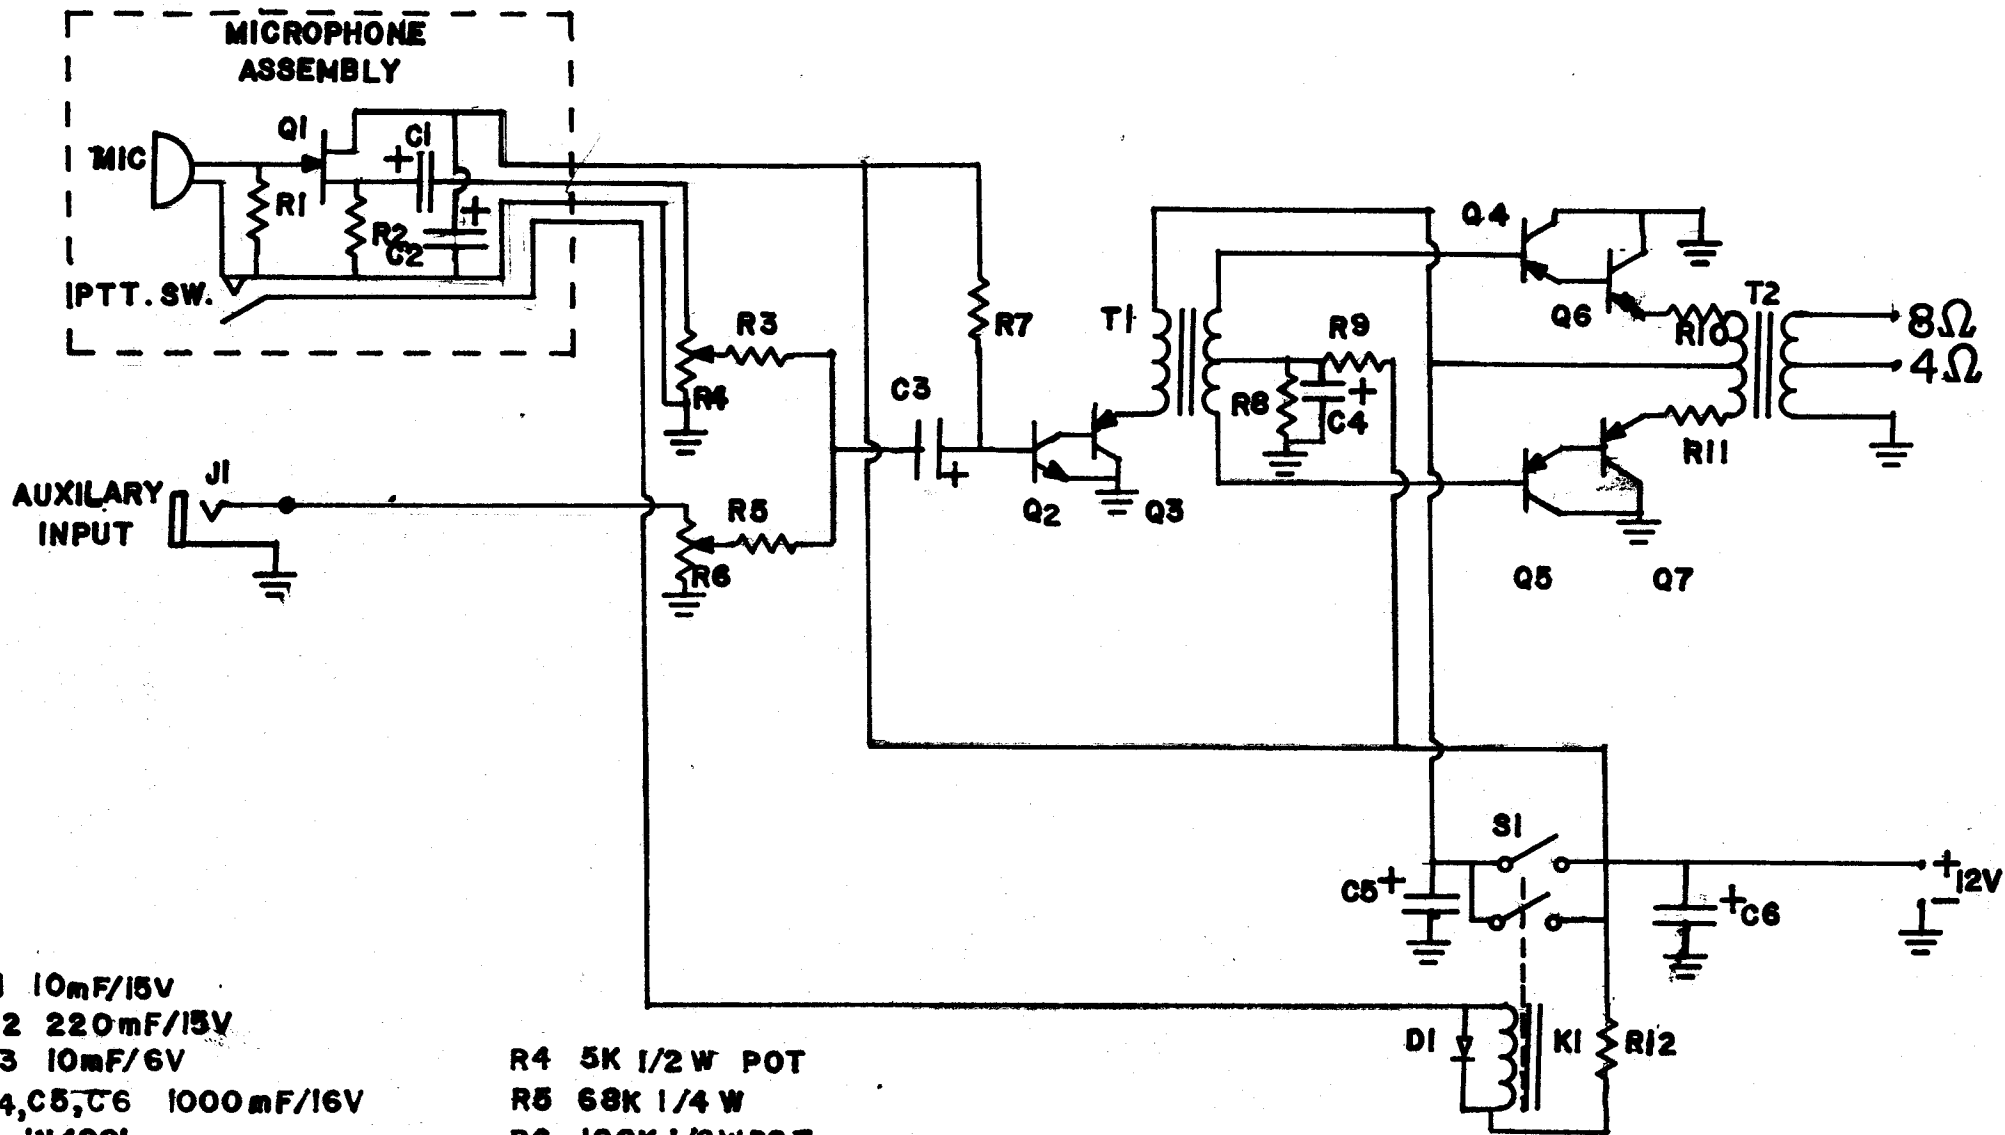 MICROPHONE
ASSEMBLY
MIC
Q1
C1
+
R1
R2
C2
+
PTT. SW.
R3
R4
R7
C3
+
Q2
Q3
J1
AUXILARY
INPUT
R5
R6
T1
R8
R9
C4
+
Q4
Q6
R10
T2
8Ω
4Ω
R11
Q5
Q7
S1
C5
+
+
C6
+
12V
-
D1
K1
R12
1 10mF/15V
2 220mF/15V
3 10mF/6V
4,C5,C6 1000mF/16V
R4 5K 1/2 W POT
R5 68K 1/4 W